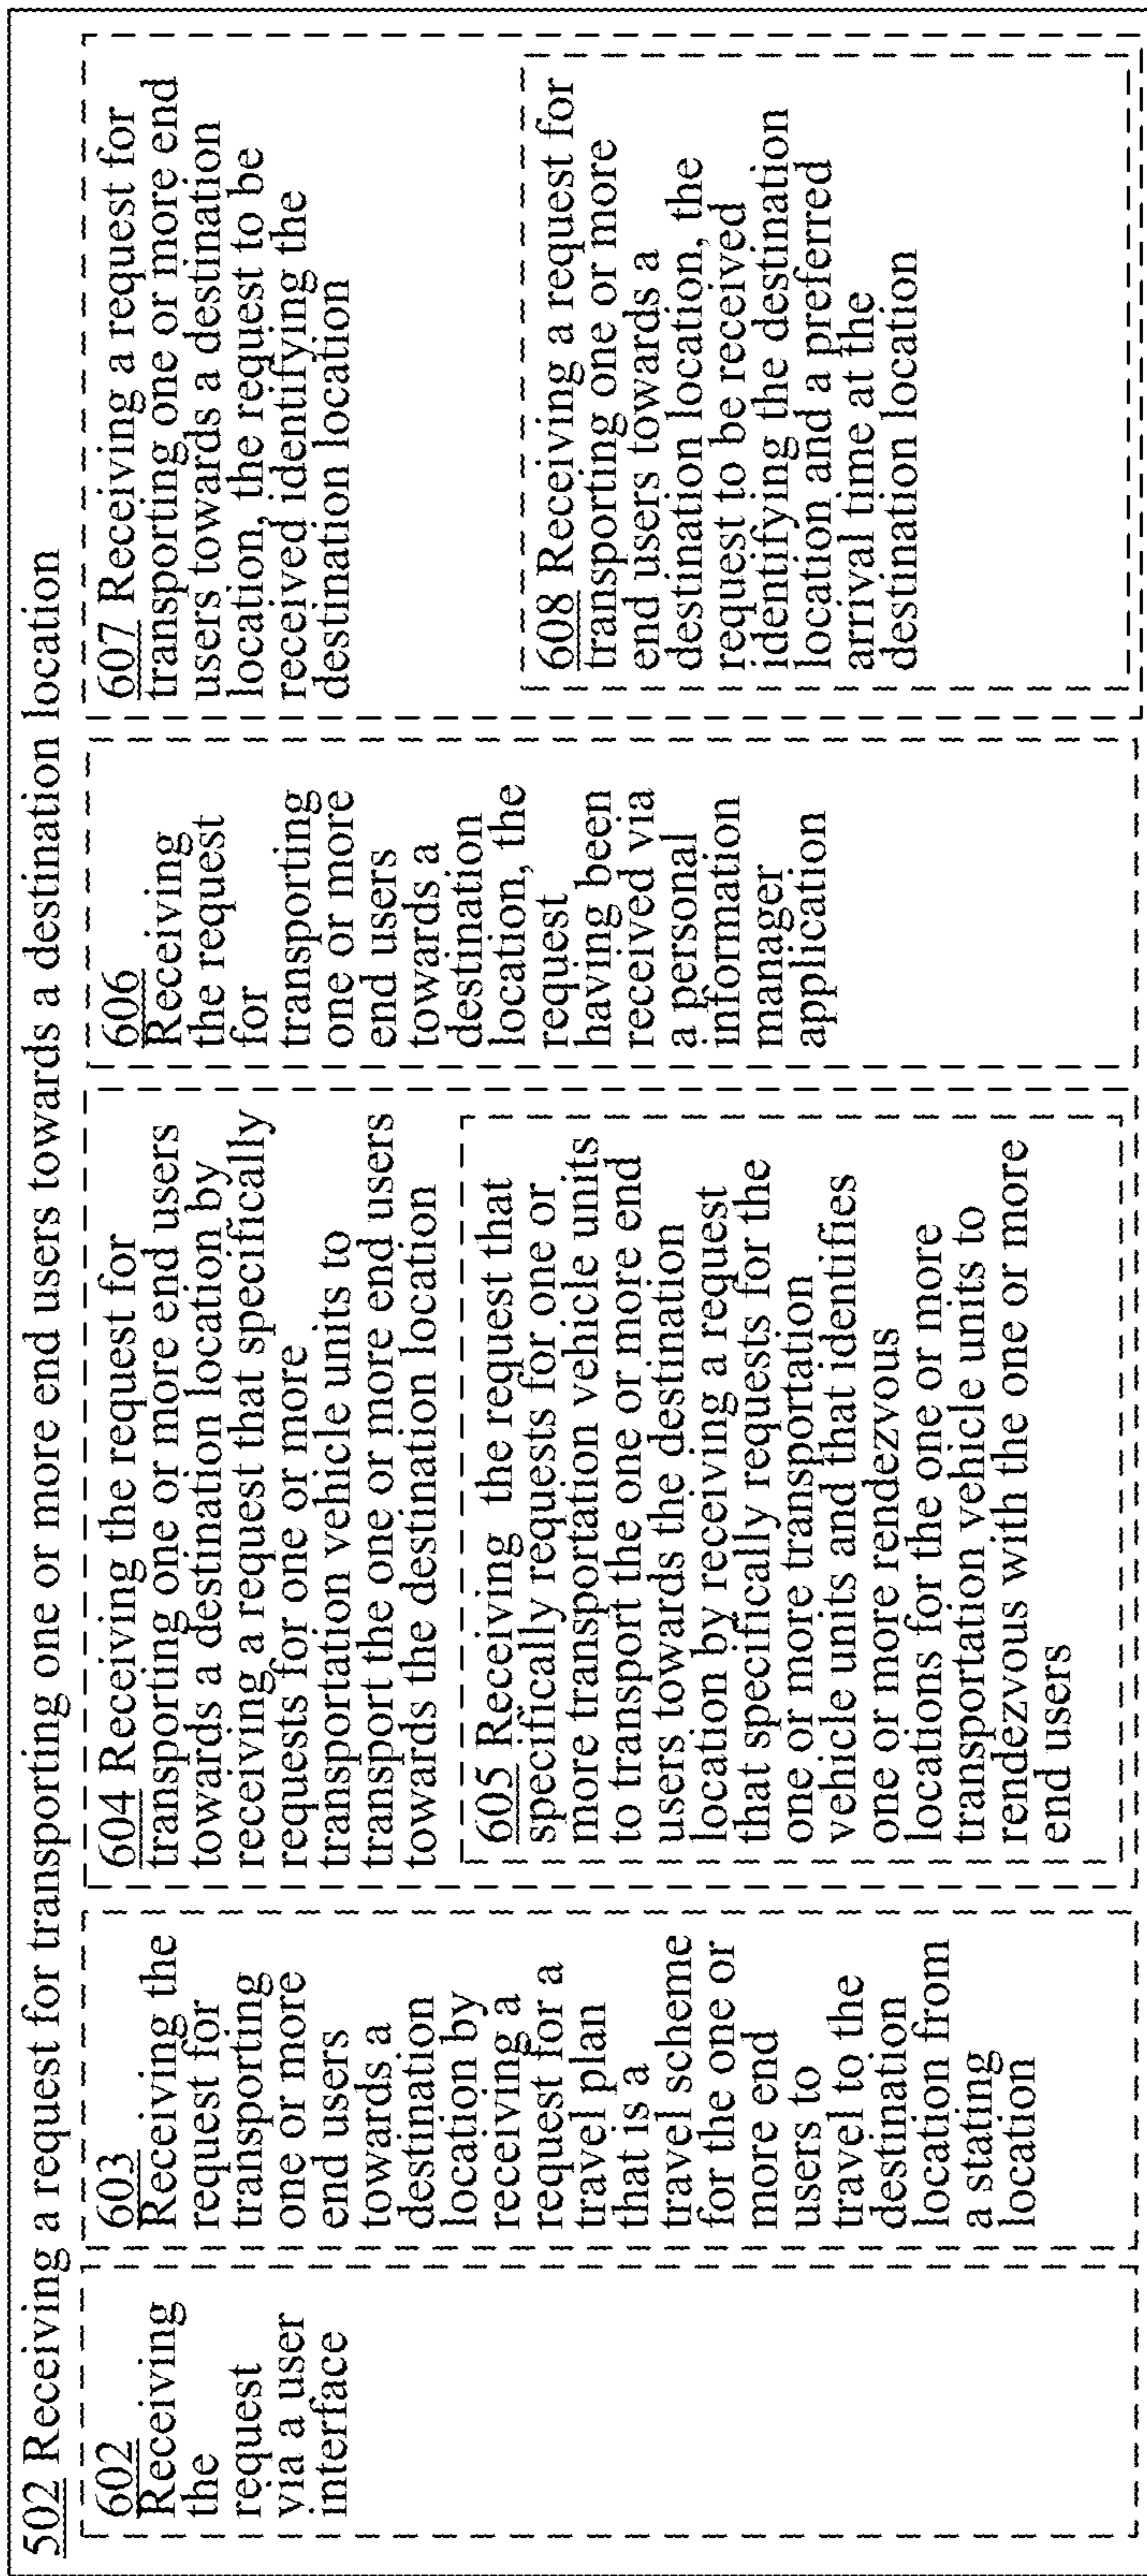 502 Receiving a request for transporting one or more end users towards a destination location
602
Receiving
the
request
via a user
interface
603
Receiving the
request for
transporting
one or more
end users
towards a
destination
location by
receiving a
request for a
travel plan
that is a
travel scheme
for the one or
more end
users to
travel to the
destination
location from
a stating
location
604 Receiving the request for
transporting one or more end users
towards a destination location by
receiving a request that specifically
requests for one or more
transportation vehicle units to
transport the one or more end users
towards the destination location
605 Receiving the request that
specifically requests for one or
more transportation vehicle units
to transport the one or more end
users towards the destination
location by receiving a request
that specifically requests for the
one or more transportation
vehicle units and that identifies
one or more rendezvous
locations for the one or more
transportation vehicle units to
rendezvous with the one or more
end users
606
Receiving
the request
for
transporting
one or more
end users
towards a
destination
location, the
request
having been
received via
a personal
information
manager
application
607 Receiving a request for
transporting one or more end
users towards a destination
location, the request to be
received identifying the
destination location
608 Receiving a request for
transporting one or more
end users towards a
destination location, the
request to be received
identifying the destination
location and a preferred
arrival time at the
destination location